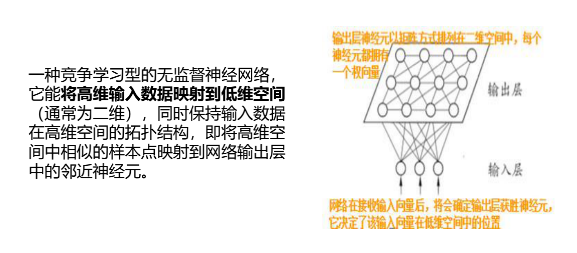 一种竞争学习型的无监督神经网络，
它能将高维输入数据映射到低维空间
（通常为二维），同时保持输入数据
在高维空间的拓扑结构，即将高维空
间中相似的样本点映射到网络输出层
中的邻近神经元。
输出层神经元以矩阵方式排列在二维空间中，每个
神经元都拥有
一个权向量
输出层
输入层
网络在接收输入向量后，将会确定输出层获胜神经元，
它决定了该输入向量在低维空间中的位置